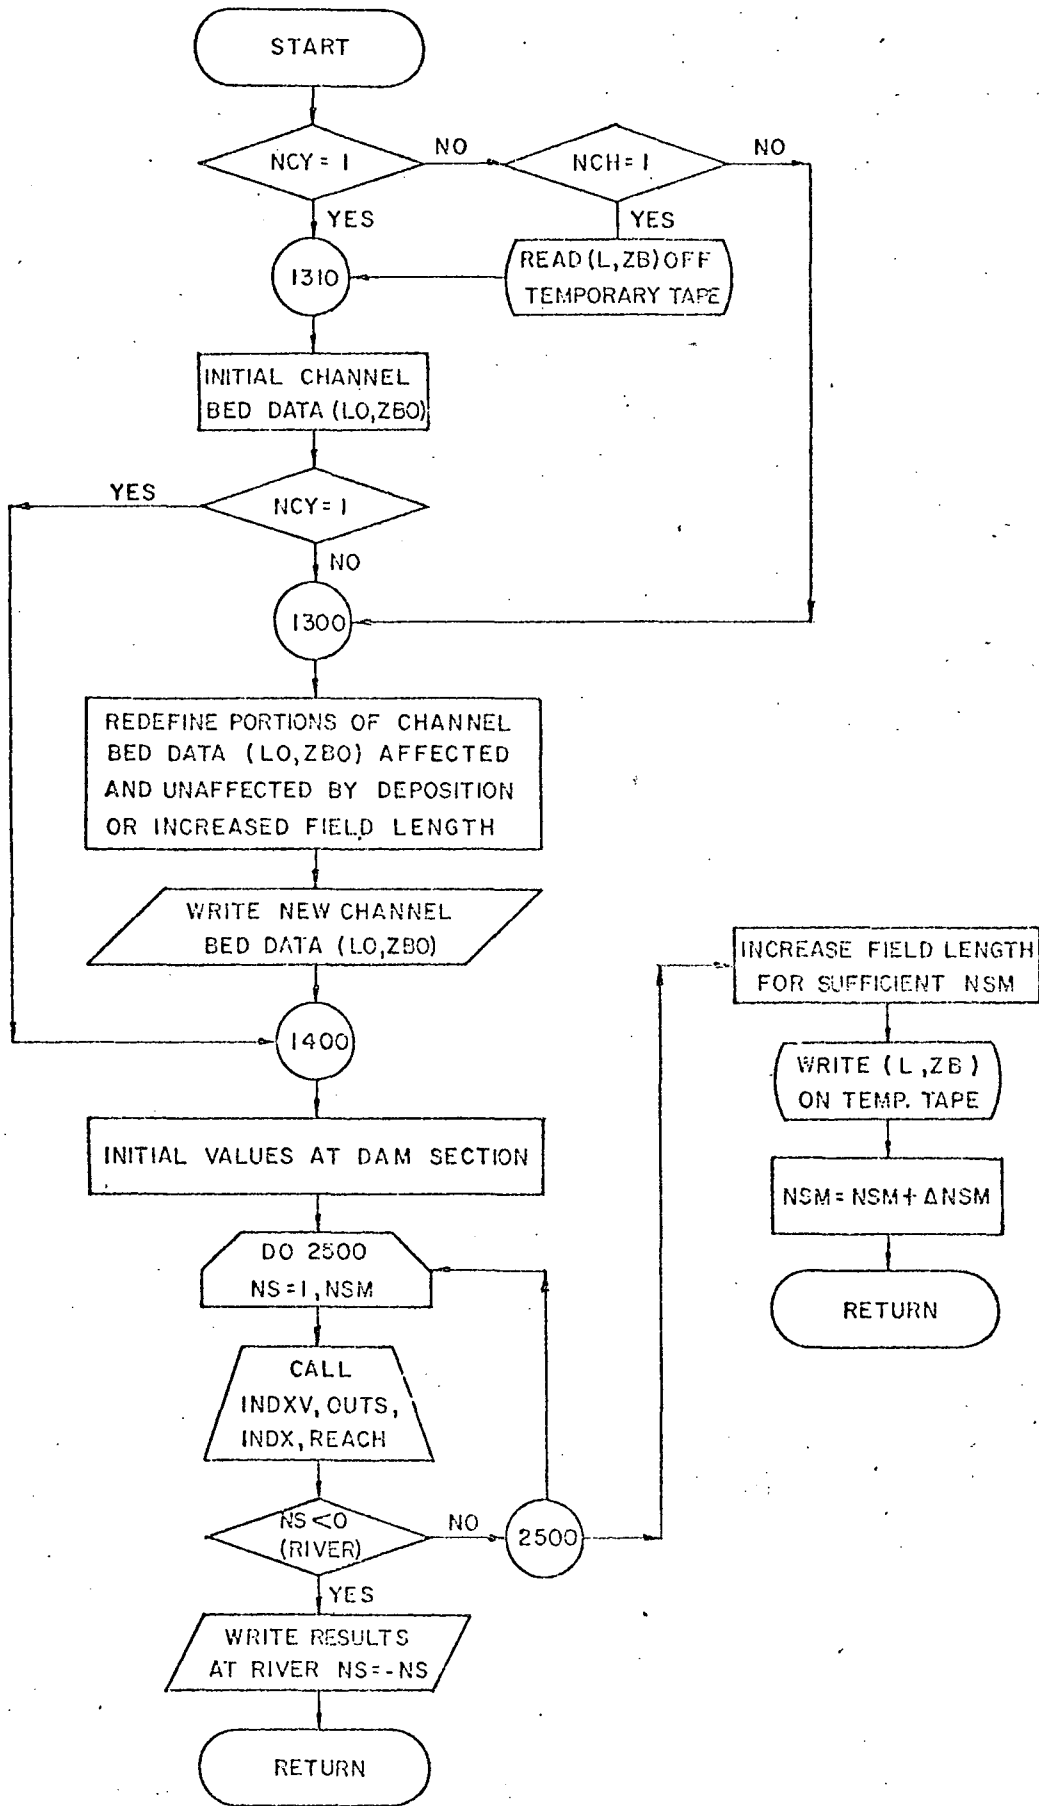 START
NCY = 1
NO
NCH = 1
NO
YES
YES
1310
READ (L, ZB) OFF
TEMPORARY TAPE
INITIAL CHANNEL
BED DATA (LO, ZBO)
YES
NCY = 1
NO
1300
REDEFINE PORTIONS OF CHANNEL
BED DATA (LO, ZBO) AFFECTED
AND UNAFFECTED BY DEPOSITION
OR INCREASED FIELD LENGTH
WRITE NEW CHANNEL
BED DATA (LO, ZBO)
1400
INITIAL VALUES AT DAM SECTION
DO 2500
NS = 1, NSM
CALL
INDXV, OUTS,
INDX, REACH
NS < 0
(RIVER)
NO
2500
YES
WRITE RESULTS
AT RIVER NS = -NS
RETURN
INCREASE FIELD LENGTH
FOR SUFFICIENT NSM
WRITE (L, ZB)
ON TEMP. TAPE
NSM = NSM + ΔNSM
RETURN